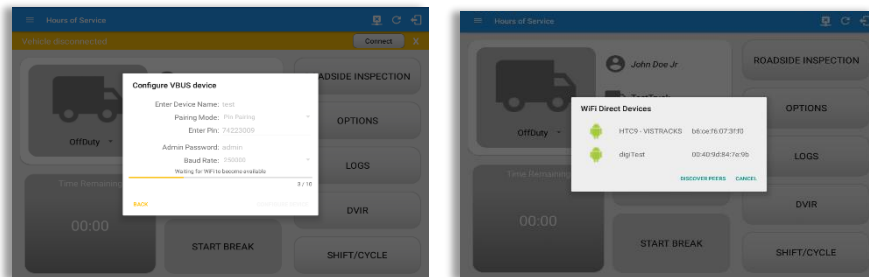 Hours of Service
Vehicle disconnected
Connect X
Configure VBUS device
Enter Device Name: test
Pairing Mode: Pin Pairing
Enter Pin: 74223009
Admin Password: admin
Baud Rate: 250000
Waiting for WiFi to become available
3 / 10
BACK
OffDuty
Time Remaining
00:00
START BREAK
ROADSIDE INSPECTION
OPTIONS
LOGS
DVIR
SHIFT/CYCLE
Hours of Service
John Doe Jr
WiFi Direct Devices
HTC9 - VISTRACKS b6:ce:f6:07:3f:f0
digiTest 00:40:9d:84:7e:9b
DISCOVER PEERS CANCEL
OffDuty
Time Remaining
00:00
START BREAK
ROADSIDE INSPECTION
OPTIONS
LOGS
DVIR
SHIFT/CYCLE